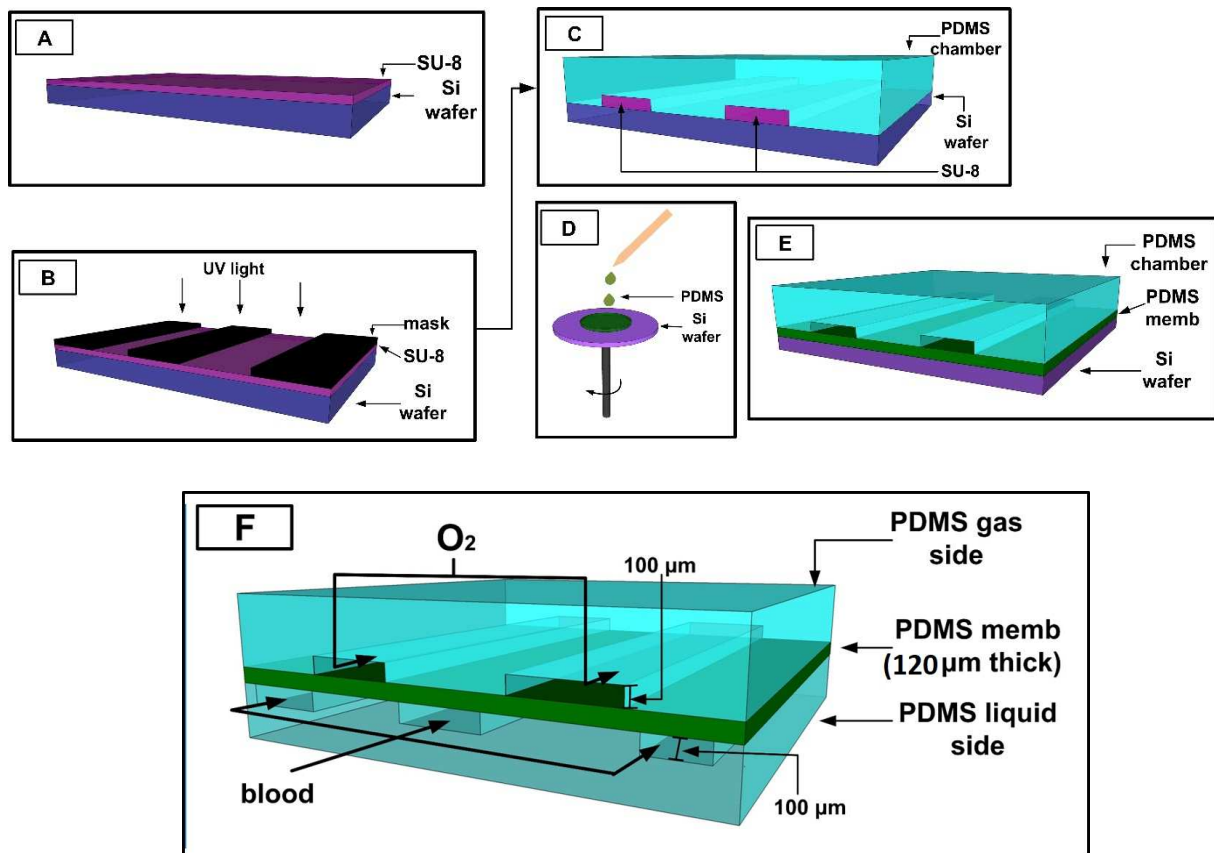 A
SU-8
Si
wafer
B
UV light
mask
SU-8
Si
wafer
C
PDMS
chamber
Si
wafer
SU-8
D
PDMS
Si
wafer
E
PDMS
chamber
PDMS
memb
Si
wafer
F
O₂
100 µm
PDMS gas
side
PDMS memb
(120µm thick)
PDMS liquid
side
blood
100 µm